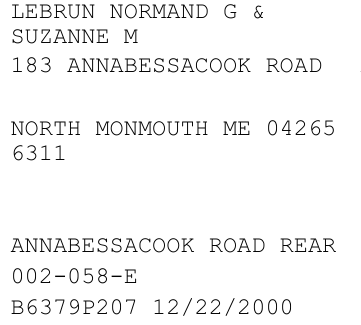 LEBRUN NORMAND G &
SUZANNE M
183 ANNABESSACOOK ROAD
NORTH MONMOUTH ME 04265
6311
ANNABESSACOOK ROAD REAR
002-058-E
B6379P207 12/22/2000